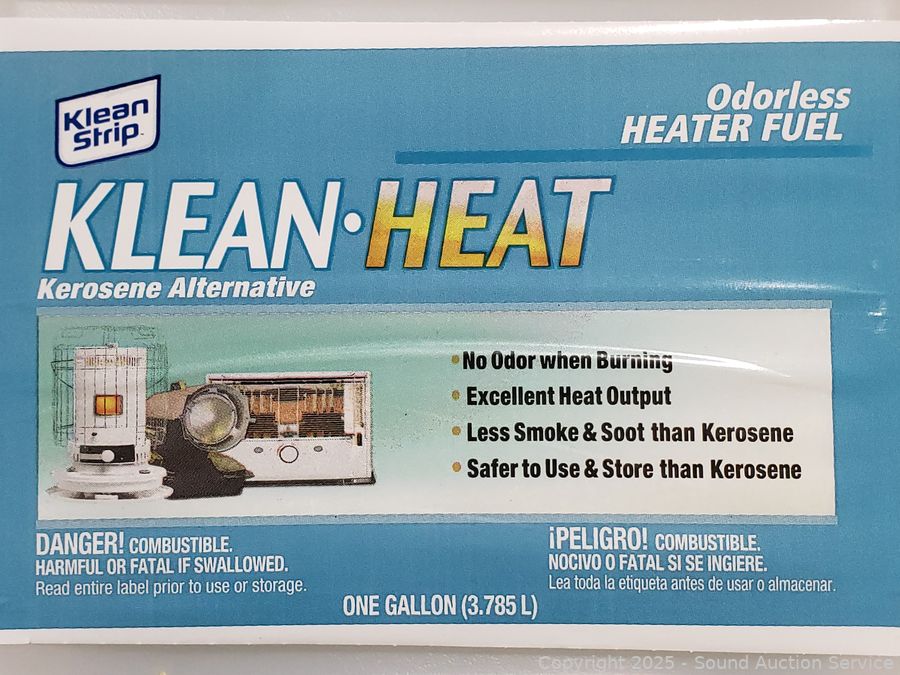 Klean
Strip
Odorless
HEATER FUEL
KLEAN•HEAT
Kerosene Alternative
•No Odor when Burning
•Excellent Heat Output
•Less Smoke & Soot than Kerosene
•Safer to Use & Store than Kerosene
DANGER! COMBUSTIBLE.
HARMFUL OR FATAL IF SWALLOWED.
Read entire label prior to use or storage.
¡PELIGRO! COMBUSTIBLE.
NOCIVO O FATAL SI SE INGIERE.
Lea toda la etiqueta antes de usar o almacenar.
ONE GALLON (3.785 L)
Copyright 2025 - Sound Auction Service